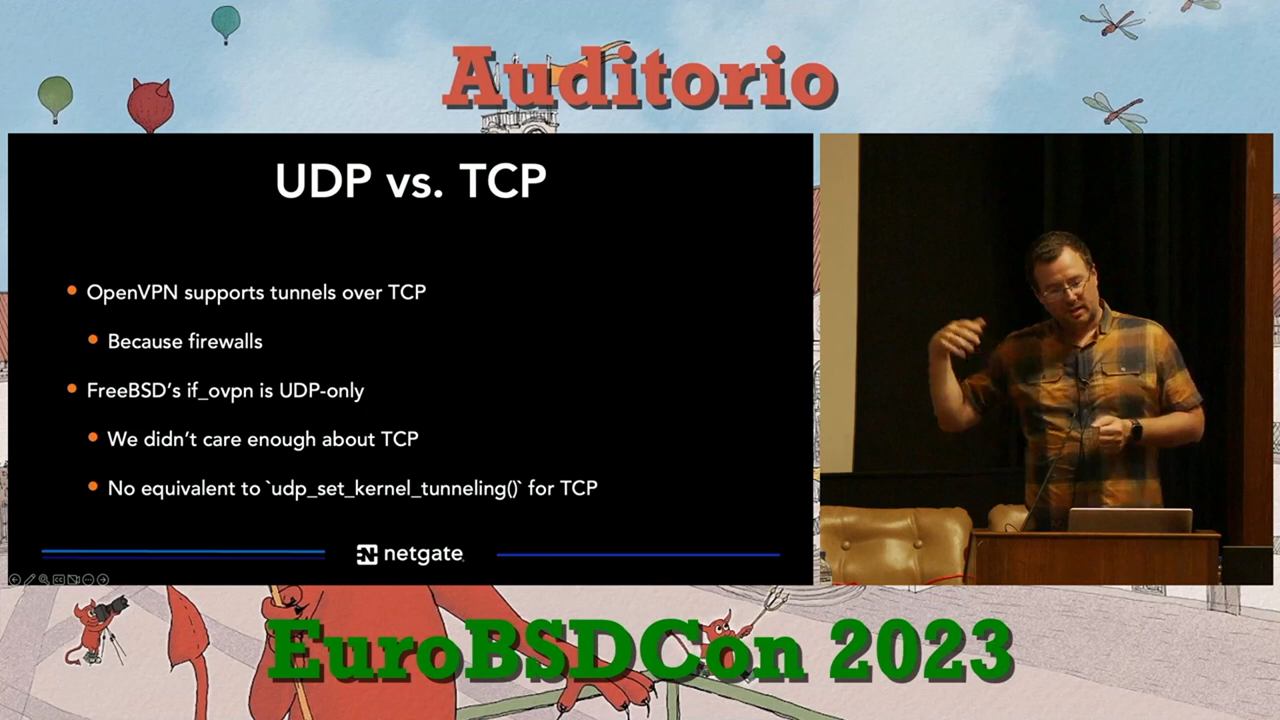 Auditorio
UDP vs. TCP
OpenVPN supports tunnels over TCP
Because firewalls
FreeBSD's if_ovpn is UDP-only
We didn't care enough about TCP
No equivalent to `udp_set_kernel_tunneling()` for TCP
netgate
EuroBSDCon 2023